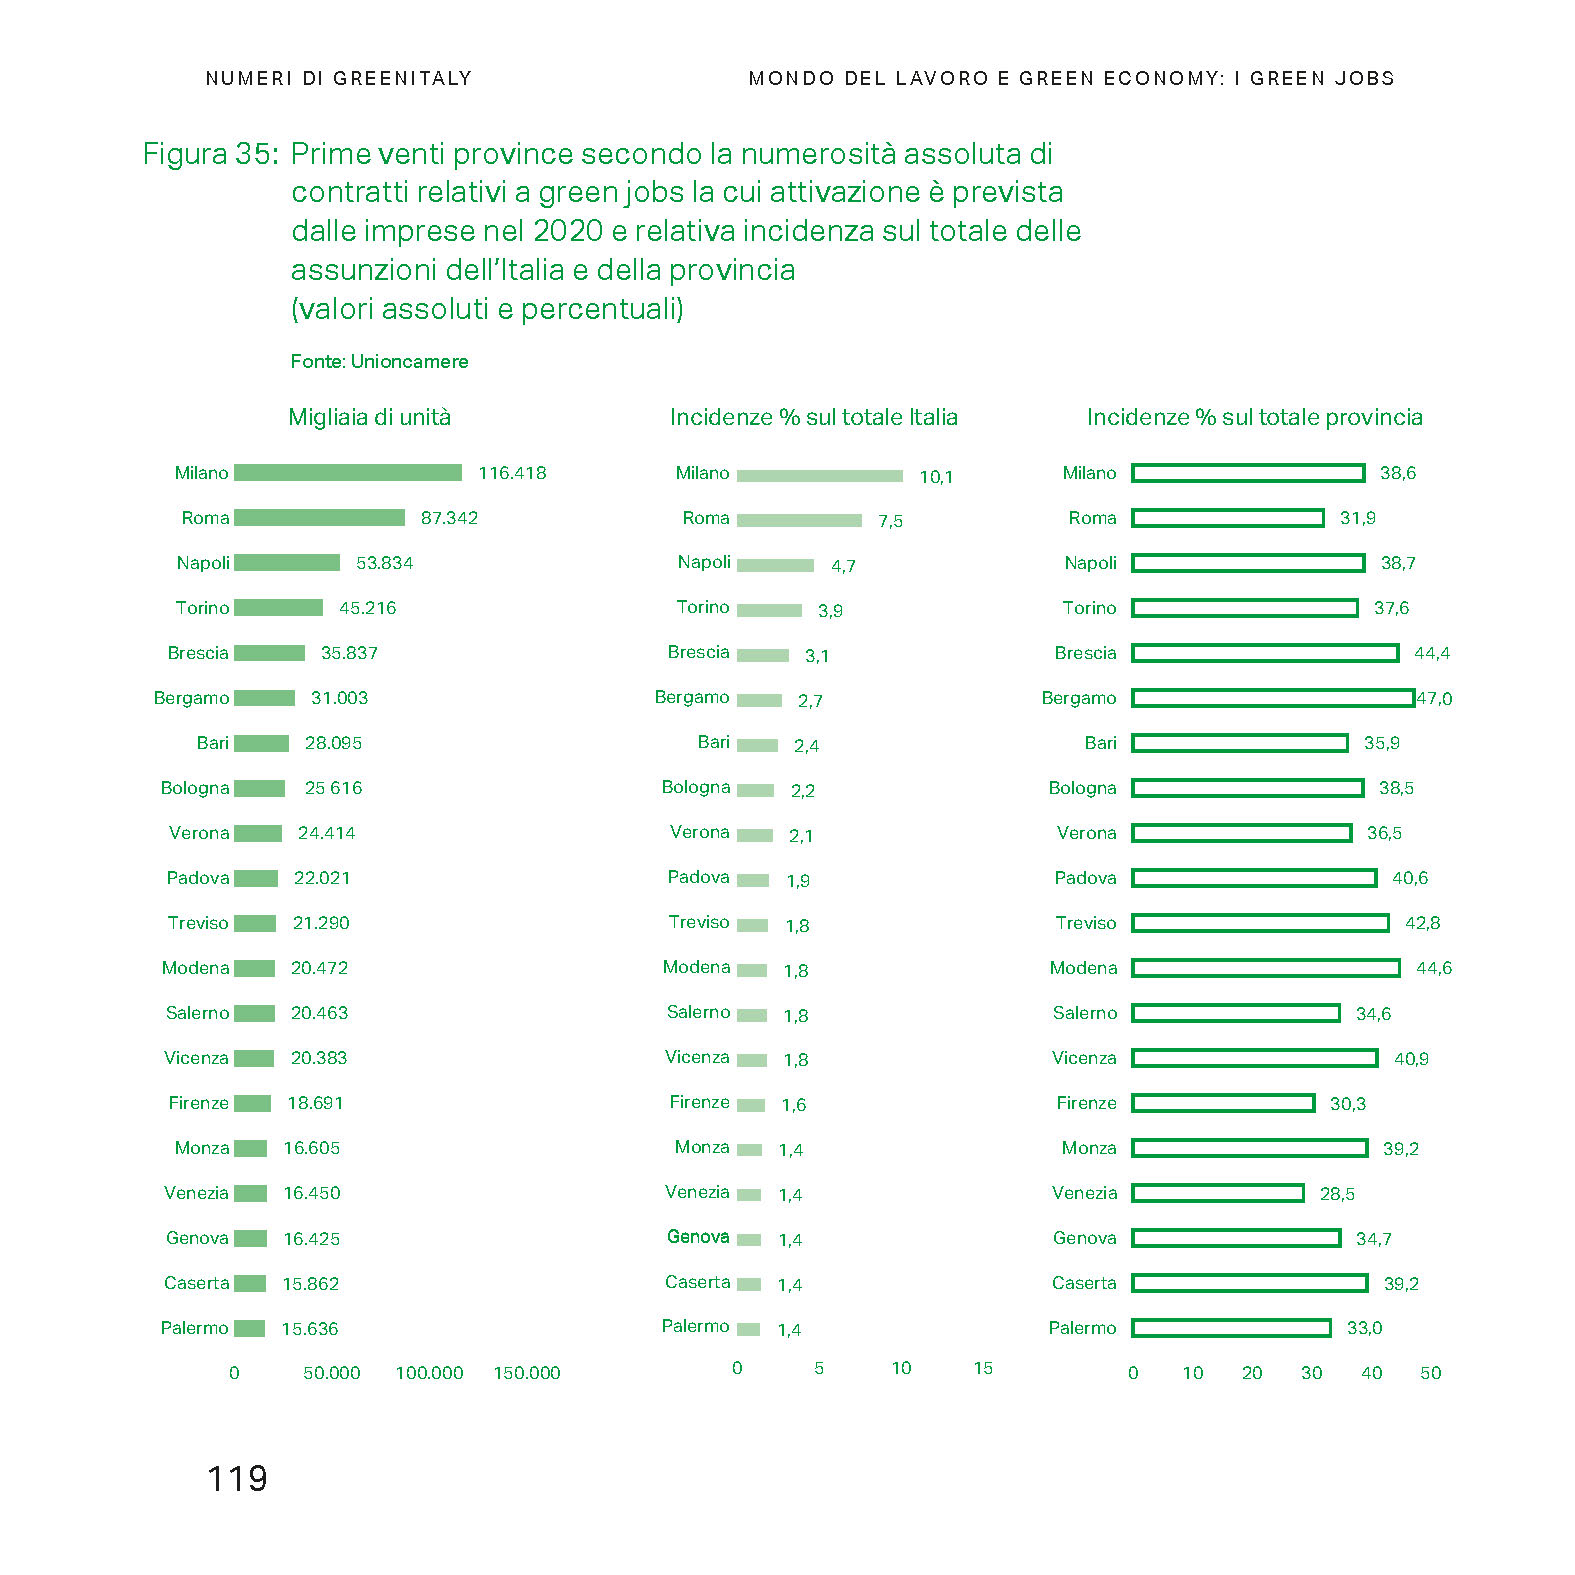 NUMERI DI GREENITALY MONDO DEL LAVORO E GREEN ECONOMY: I GREEN JOBS
Figura 35: Prime venti province secondo la numerosità assoluta di
contratti relativi a green jobs la cui attivazione è prevista
dalle imprese nel 2020 e relativa incidenza sul totale delle
assunzioni dell’Italia e della provincia
(valori assoluti e percentuali)
Fonte: Unioncamere
Migliaia di unità
Milano 116.418
Roma 87.342
Napoli 53.834
Torino 45.216
Brescia 35.837
Bergamo 31.003
Bari 28.095
Bologna 25 616
Verona 24.414
Padova 22.021
Treviso 21.290
Modena 20.472
Salerno 20.463
Vicenza 20.383
Firenze 18.691
Monza 16.605
Venezia 16.450
Genova 16.425
Caserta 15.862
Palermo 15.636
0 50.000 100.000 150.000
Incidenze % sul totale Italia
Milano 10,1
Roma 7,5
Napoli 4,7
Torino 3,9
Brescia 3,1
Bergamo 2,7
Bari 2,4
Bologna 2,2
Verona 2,1
Padova 1,9
Treviso 1,8
Modena 1,8
Salerno 1,8
Vicenza 1,8
Firenze 1,6
Monza 1,4
Venezia 1,4
Genova 1,4
Caserta 1,4
Palermo 1,4
0 5 10 15
Incidenze % sul totale provincia
Milano 38,6
Roma 31,9
Napoli 38,7
Torino 37,6
Brescia 44,4
Bergamo 47,0
Bari 35,9
Bologna 38,5
Verona 36,5
Padova 40,6
Treviso 42,8
Modena 44,6
Salerno 34,6
Vicenza 40,9
Firenze 30,3
Monza 39,2
Venezia 28,5
Genova 34,7
Caserta 39,2
Palermo 33,0
0 10 20 30 40 50
119